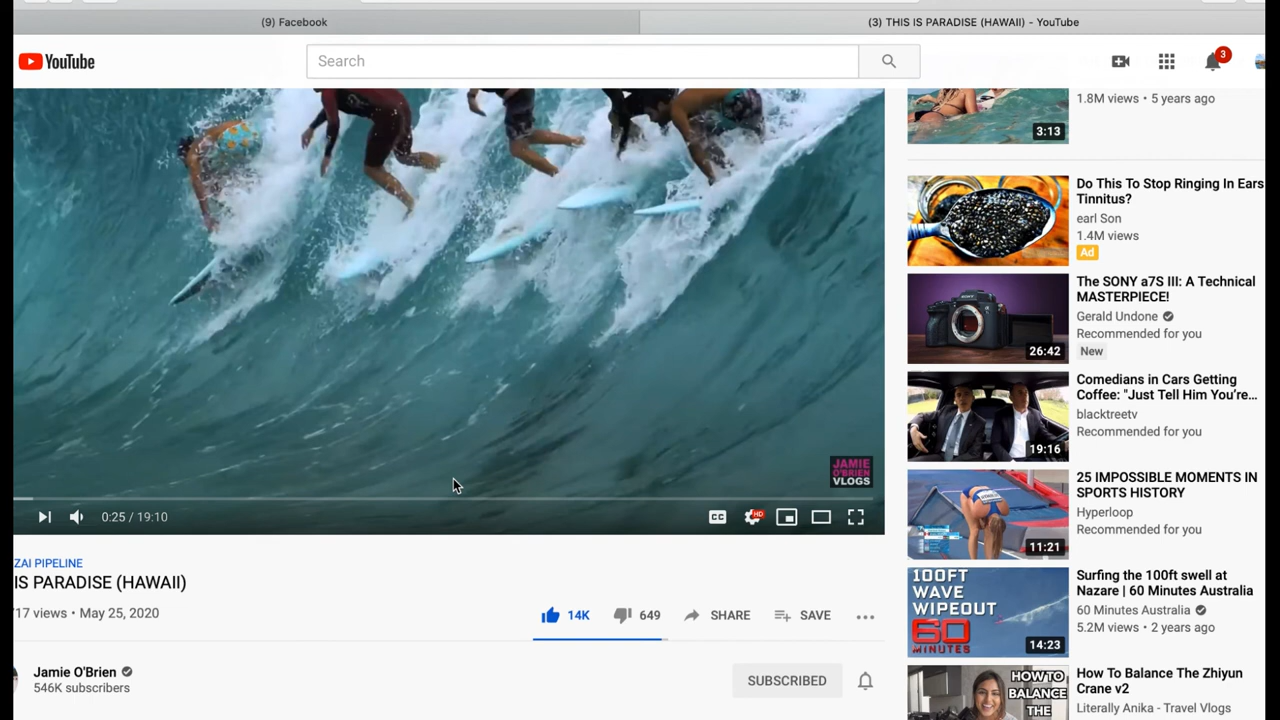 (9) Facebook
(3) THIS IS PARADISE (HAWAII) - YouTube
YouTube
Search
3
1.8M views • 5 years ago
3:13
Do This To Stop Ringing In Ears
Tinnitus?
earl Son
1.4M views
Ad
The SONY a7S III: A Technical
MASTERPIECE!
Gerald Undone
Recommended for you
26:42
New
Comedians in Cars Getting
Coffee: "Just Tell Him You're...
blacktreetv
19:16
Recommended for you
JAMIE
O'BRIEN
VLOGS
25 IMPOSSIBLE MOMENTS IN
SPORTS HISTORY
Hyperloop
Recommended for you
11:21
0:25 / 19:10
CC
HD
ZAI PIPELINE
IS PARADISE (HAWAII)
17 views • May 25, 2020
14K
649
SHARE
SAVE
100FT
WAVE
WIPEOUT
60
MINUTES
14:23
Surfing the 100ft swell at
Nazare | 60 Minutes Australia
60 Minutes Australia
5.2M views • 2 years ago
Jamie O'Brien
546K subscribers
SUBSCRIBED
HOW TO
BALANCE
THE
How To Balance The Zhiyun
Crane v2
Literally Anika - Travel Vlogs